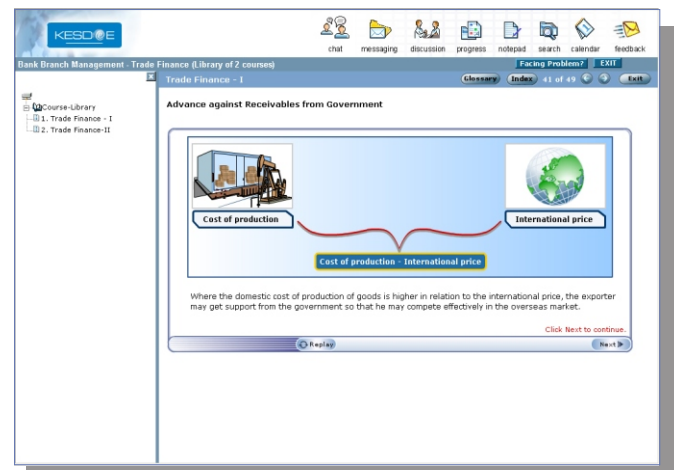 KESDEE
chat messaging discussion progress notepad search calendar feedback
Bank Branch Management - Trade Finance (Library of 2 courses)
Facing Problem? EXIT
Trade Finance - I
Glossary Index 41 of 49 Exit
Course-Library
1. Trade Finance - I
2. Trade Finance-II
Advance against Receivables from Government
Cost of production
International price
Cost of production - International price
Where the domestic cost of production of goods is higher in relation to the international price, the exporter
may get support from the government so that he may compete effectively in the overseas market.
Click Next to continue.
Replay
Next